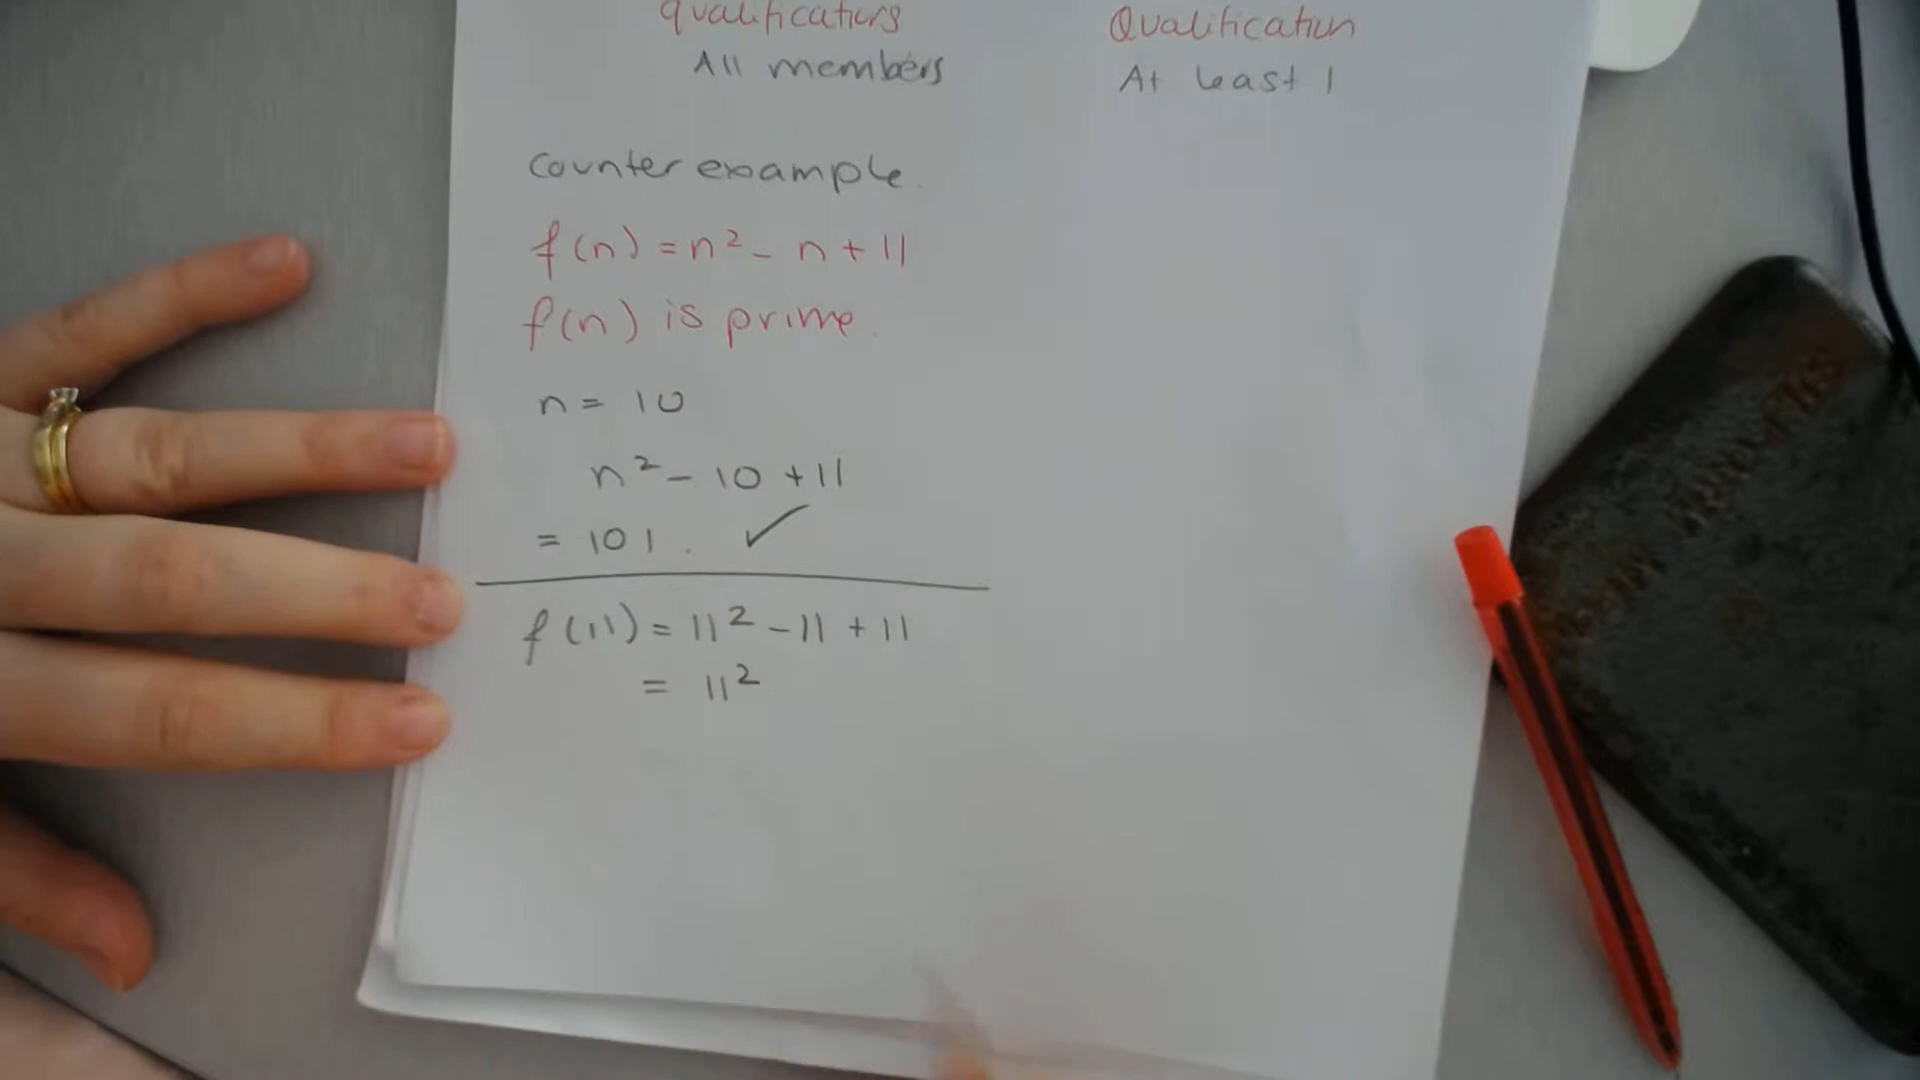 qualifications
Qualification
All members
At least 1
Counter example.
f(n) = n² - n + 11
f(n) is prime.
n = 10
n² - 10 + 11
= 101. ✓
f(11) = 11² - 11 + 11
= 11²